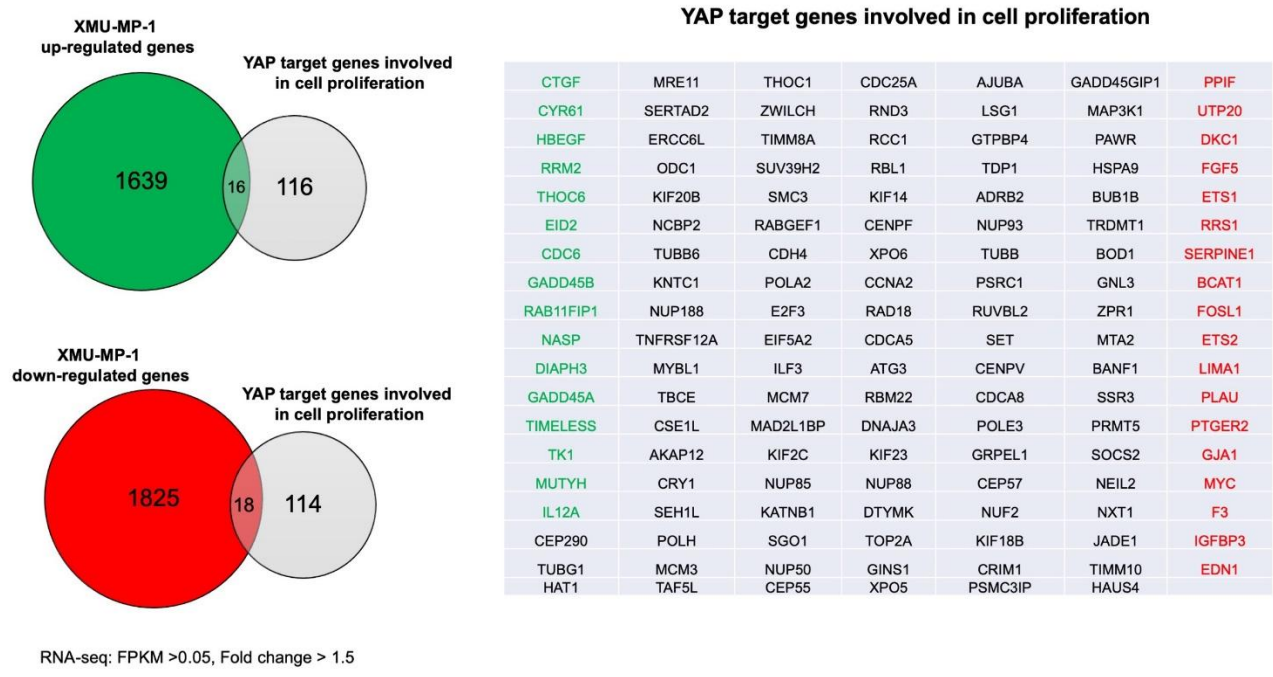 XMU-MP-1
up-regulated genes
YAP target genes involved
in cell proliferation
1639
16
116
XMU-MP-1
down-regulated genes
YAP target genes involved
in cell proliferation
1825
18
114
RNA-seq: FPKM >0.05, Fold change > 1.5
YAP target genes involved in cell proliferation
CTGF MRE11 THOC1 CDC25A AJUBA GADD45GIP1 PPIF
CYR61 SERTAD2 ZWILCH RND3 LSG1 MAP3K1 UTP20
HBEGF ERCC6L TIMM8A RCC1 GTPBP4 PAWR DKC1
RRM2 ODC1 SUV39H2 RBL1 TDP1 HSPA9 FGF5
THOC6 KIF20B SMC3 KIF14 ADRB2 BUB1B ETS1
EID2 NCBP2 RABGEF1 CENPF NUP93 TRDMT1 RRS1
CDC6 TUBB6 CDH4 XPO6 TUBB BOD1 SERPINE1
GADD45B KNTC1 POLA2 CCNA2 PSRC1 GNL3 BCAT1
RAB11FIP1 NUP188 E2F3 RAD18 RUVBL2 ZPR1 FOSL1
NASP TNFRSF12A EIF5A2 CDCA5 SET MTA2 ETS2
DIAPH3 MYBL1 ILF3 ATG3 CENPV BANF1 LIMA1
GADD45A TBCE MCM7 RBM22 CDCA8 SSR3 PLAU
TIMELESS CSE1L MAD2L1BP DNAJA3 POLE3 PRMT5 PTGER2
TK1 AKAP12 KIF2C KIF23 GRPEL1 SOCS2 GJA1
MUTYH CRY1 NUP85 NUP88 CEP57 NEIL2 MYC
IL12A SEH1L KATNB1 DTYMK NUF2 NXT1 F3
CEP290 POLH SGO1 TOP2A KIF18B JADE1 IGFBP3
TUBG1 MCM3 NUP50 GINS1 CRIM1 TIMM10 EDN1
HAT1 TAF5L CEP55 XPO5 PSMC3IP HAUS4